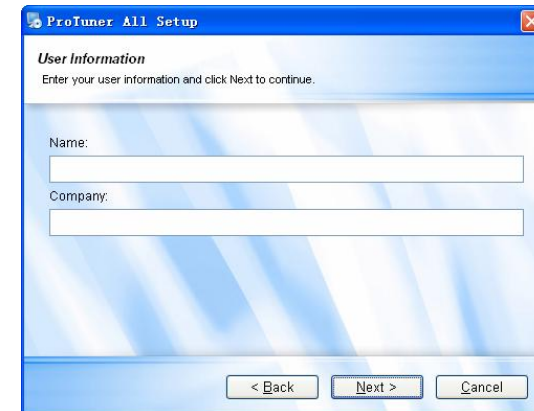 ProTuner All Setup
User Information
Enter your user information and click Next to continue.
Name:
Company:
< Back
Next >
Cancel